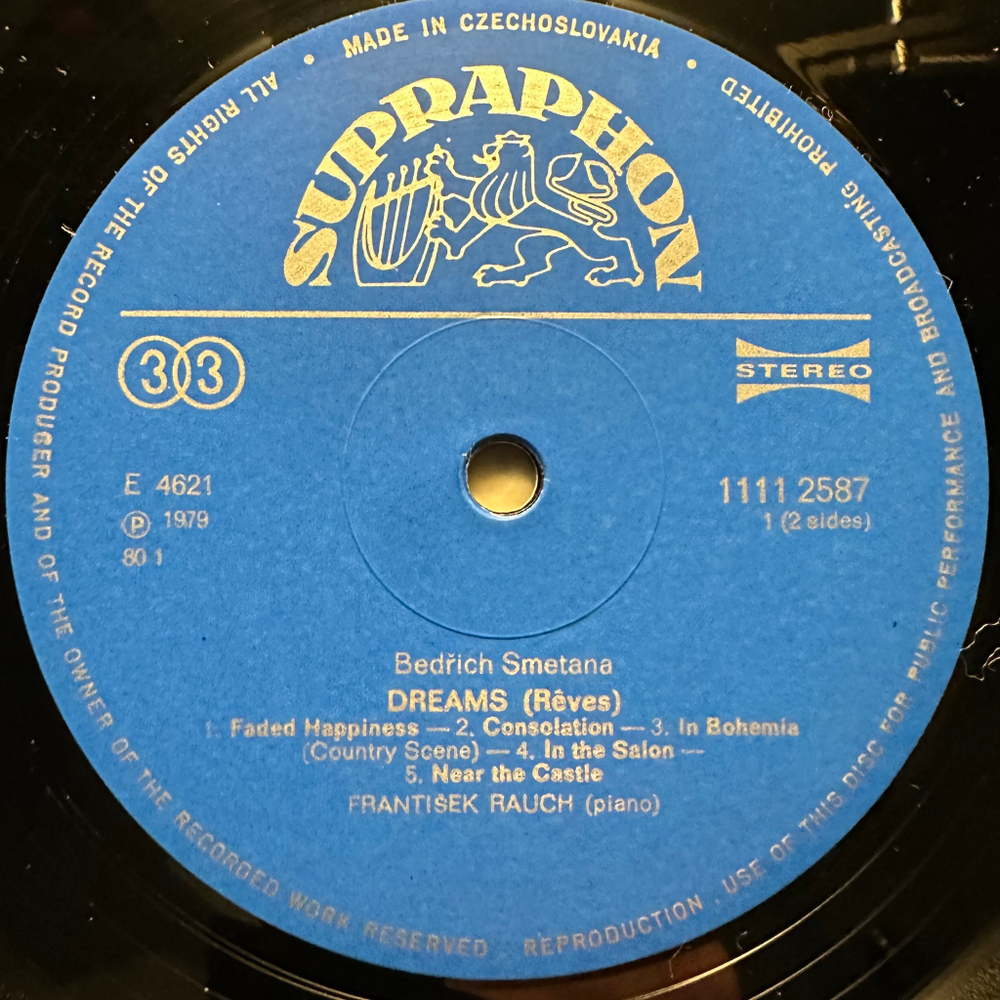 MADE IN CZECHOSLOVAKIA
SUPRAPHON
33
STEREO
E 4621
Ⓟ 1979
80 1
1111 2587
1 (2 sides)
Bedřich Smetana
DREAMS (Rêves)
1. Faded Happiness — 2. Consolation — 3. In Bohemia
(Country Scene) — 4. In the Salon —
5. Near the Castle
FRANTIŠEK RAUCH (piano)
ALL RIGHTS OF THE RECORD PRODUCER AND OF THE OWNER OF THE RECORDED WORK RESERVED
REPRODUCTION . USE OF THIS DISC FOR PUBLIC PERFORMANCE AND BROADCASTING PROHIBITED